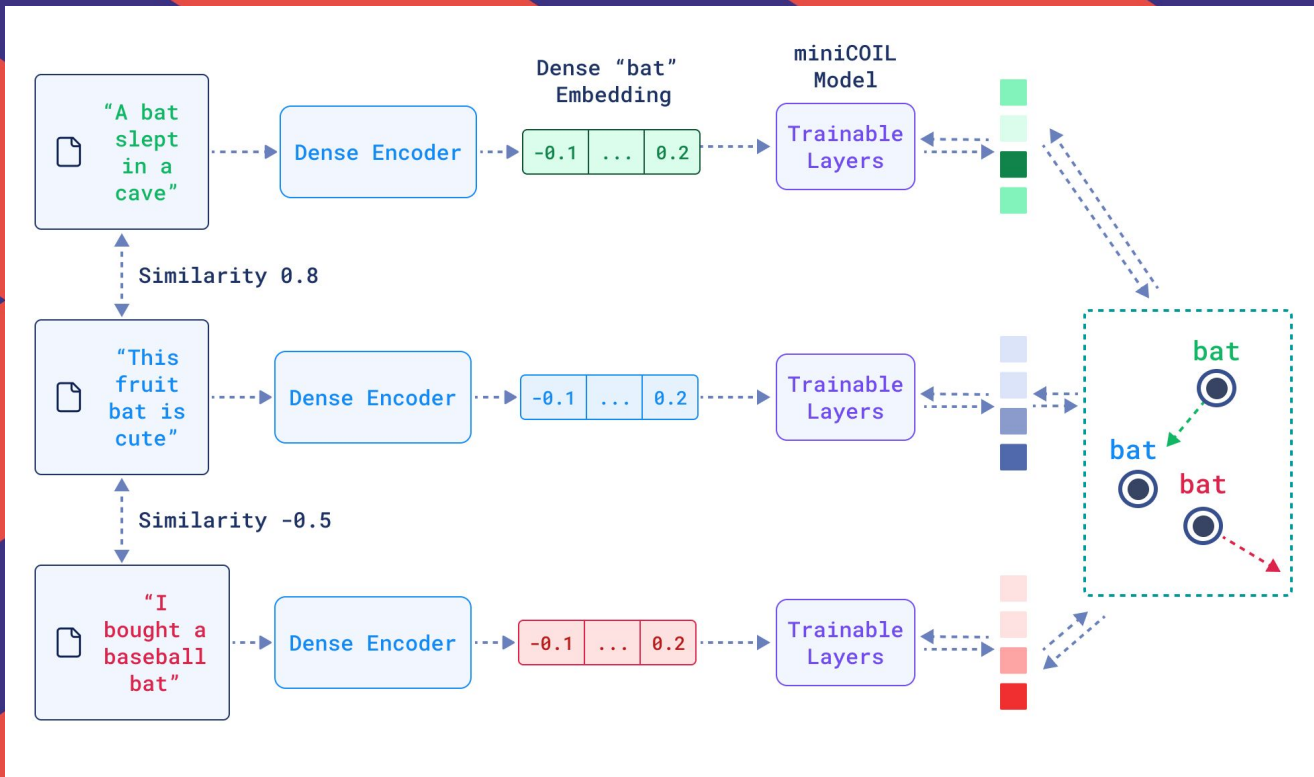 Dense “bat”
Embedding
miniCOIL
Model
“A bat
slept
in a
cave”
Dense Encoder
-0.1 ... 0.2
Trainable
Layers
Similarity 0.8
“This
fruit
bat is
cute”
Dense Encoder
-0.1 ... 0.2
Trainable
Layers
bat
bat
bat
Similarity -0.5
“I
bought a
baseball
bat”
Dense Encoder
-0.1 ... 0.2
Trainable
Layers